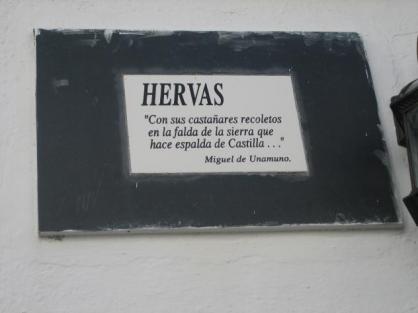 HERVAS
"Con sus castañares recoletos
en la falda de la sierra que
hace espalda de Castilla . . ."
Miguel de Unamuno.